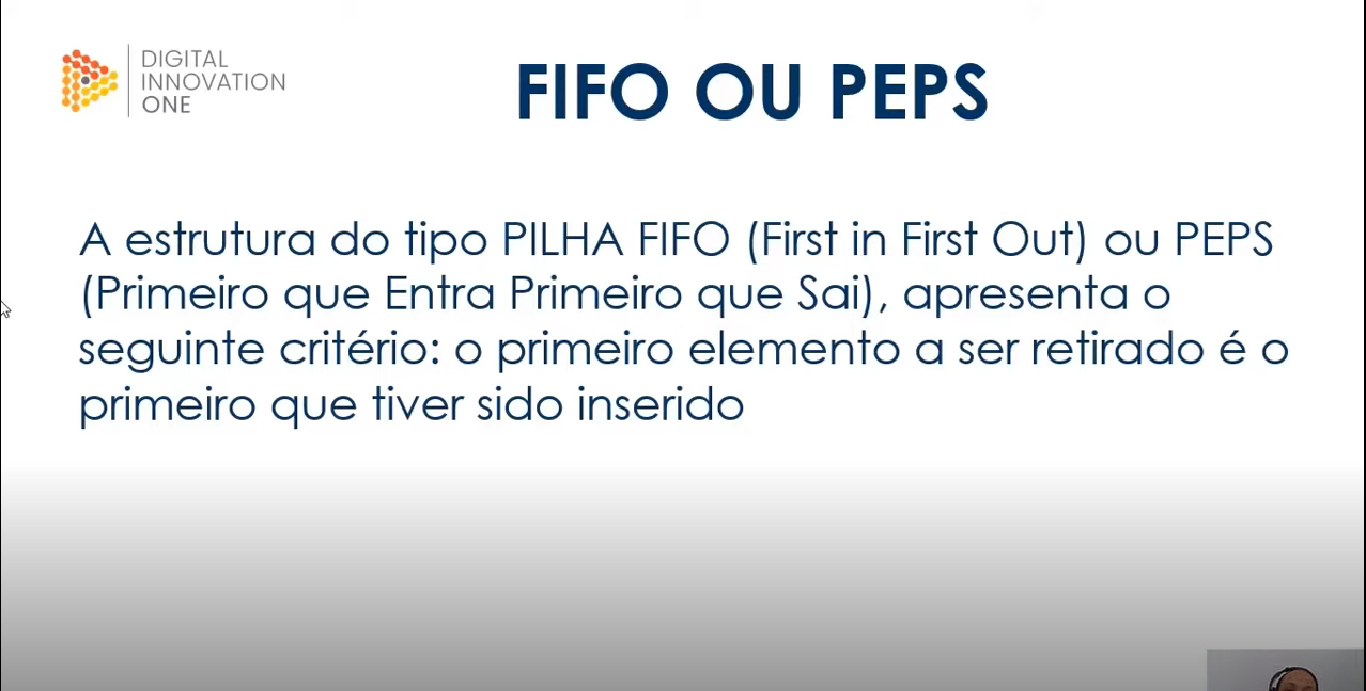 DIGITAL
INNOVATION
ONE
FIFO OU PEPS
A estrutura do tipo PILHA FIFO (First in First Out) ou PEPS
(Primeiro que Entra Primeiro que Sai), apresenta o
seguinte critério: o primeiro elemento a ser retirado é o
primeiro que tiver sido inserido